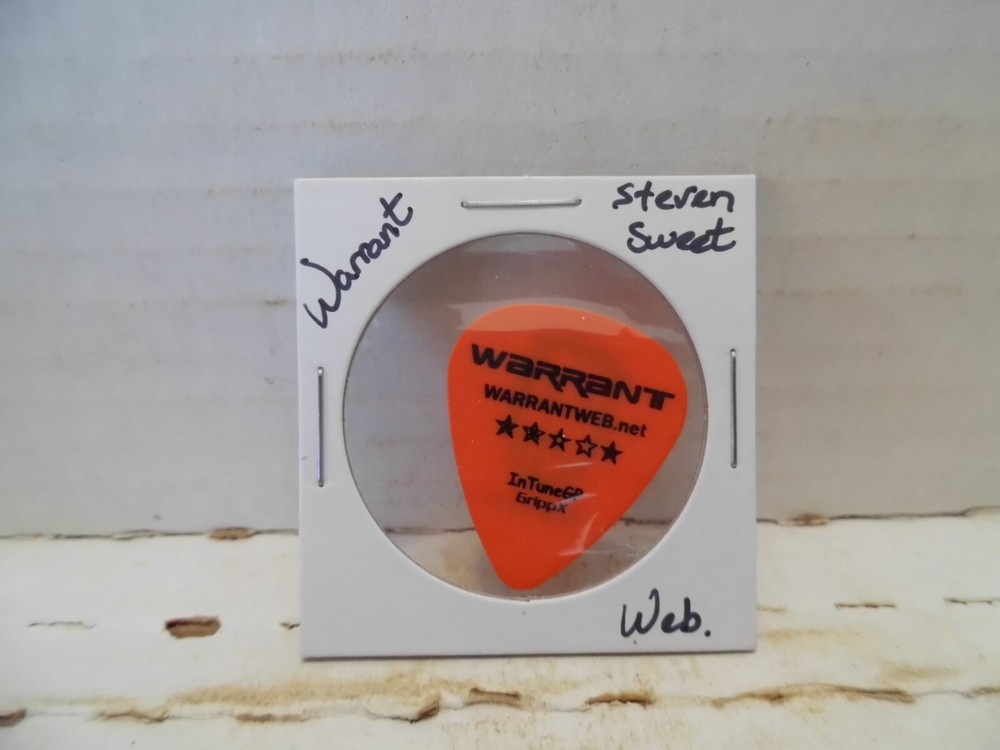 Warrant
Steven
Sweet
WARRANT
WARRANTWEB.net
InTuneGP
GrippX
Web.